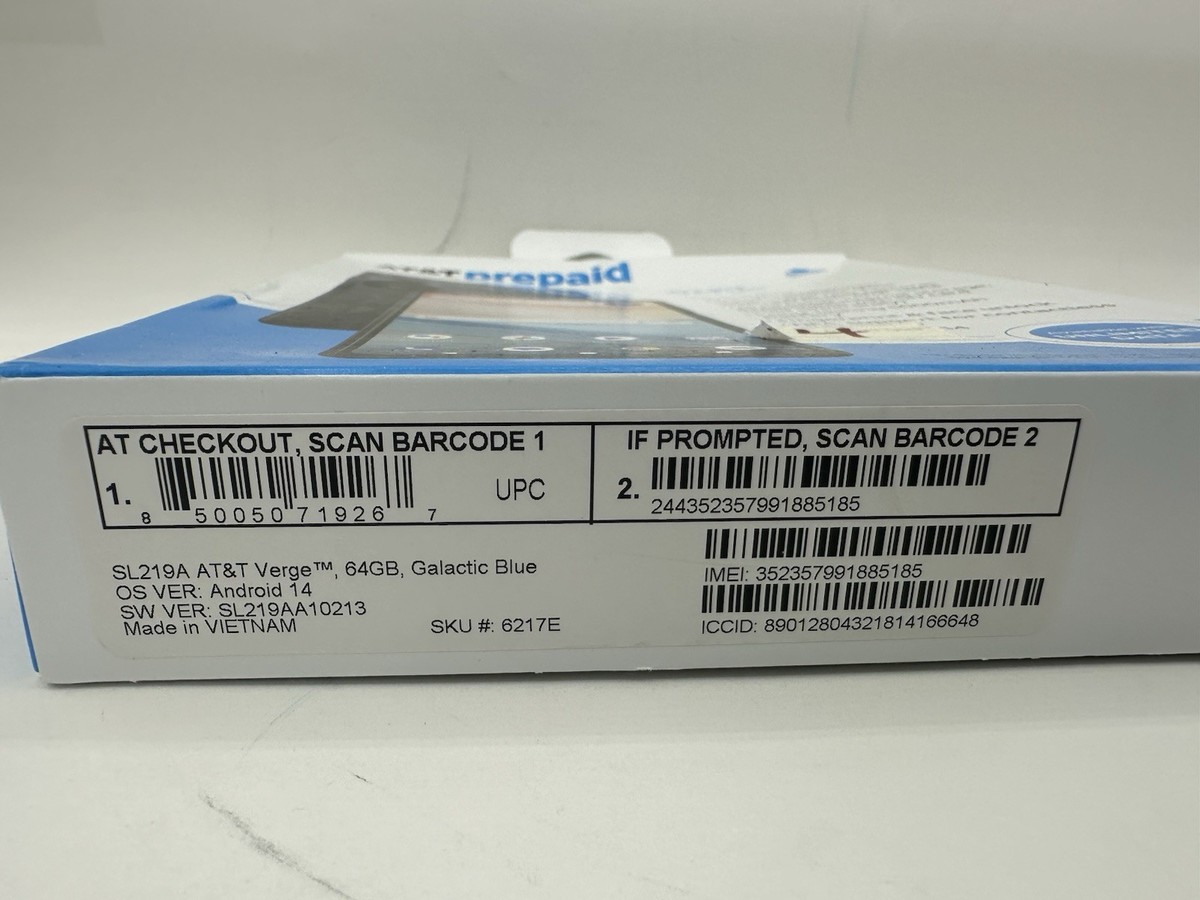 AT&T prepaid
AT CHECKOUT, SCAN BARCODE 1
1.
8 50050 71926 7
UPC
IF PROMPTED, SCAN BARCODE 2
2.
244352357991885185
SL219A AT&T Verge™, 64GB, Galactic Blue
OS VER: Android 14
SW VER: SL219AA10213
Made in VIETNAM
SKU #: 6217E
IMEI: 352357991885185
ICCID: 89012804321814166648